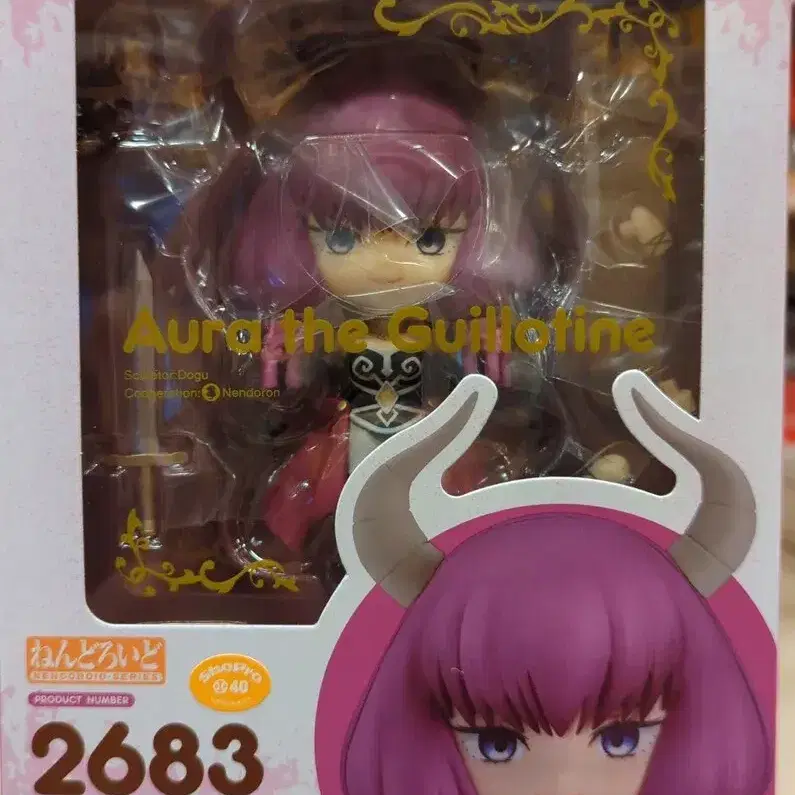 Aura the Guillotine
Sculptor:Dogu
Cooperation: Nendoron
ねんどろいど
NENDOROID SERIES
ShoPro
40
PRODUCT NUMBER
2683